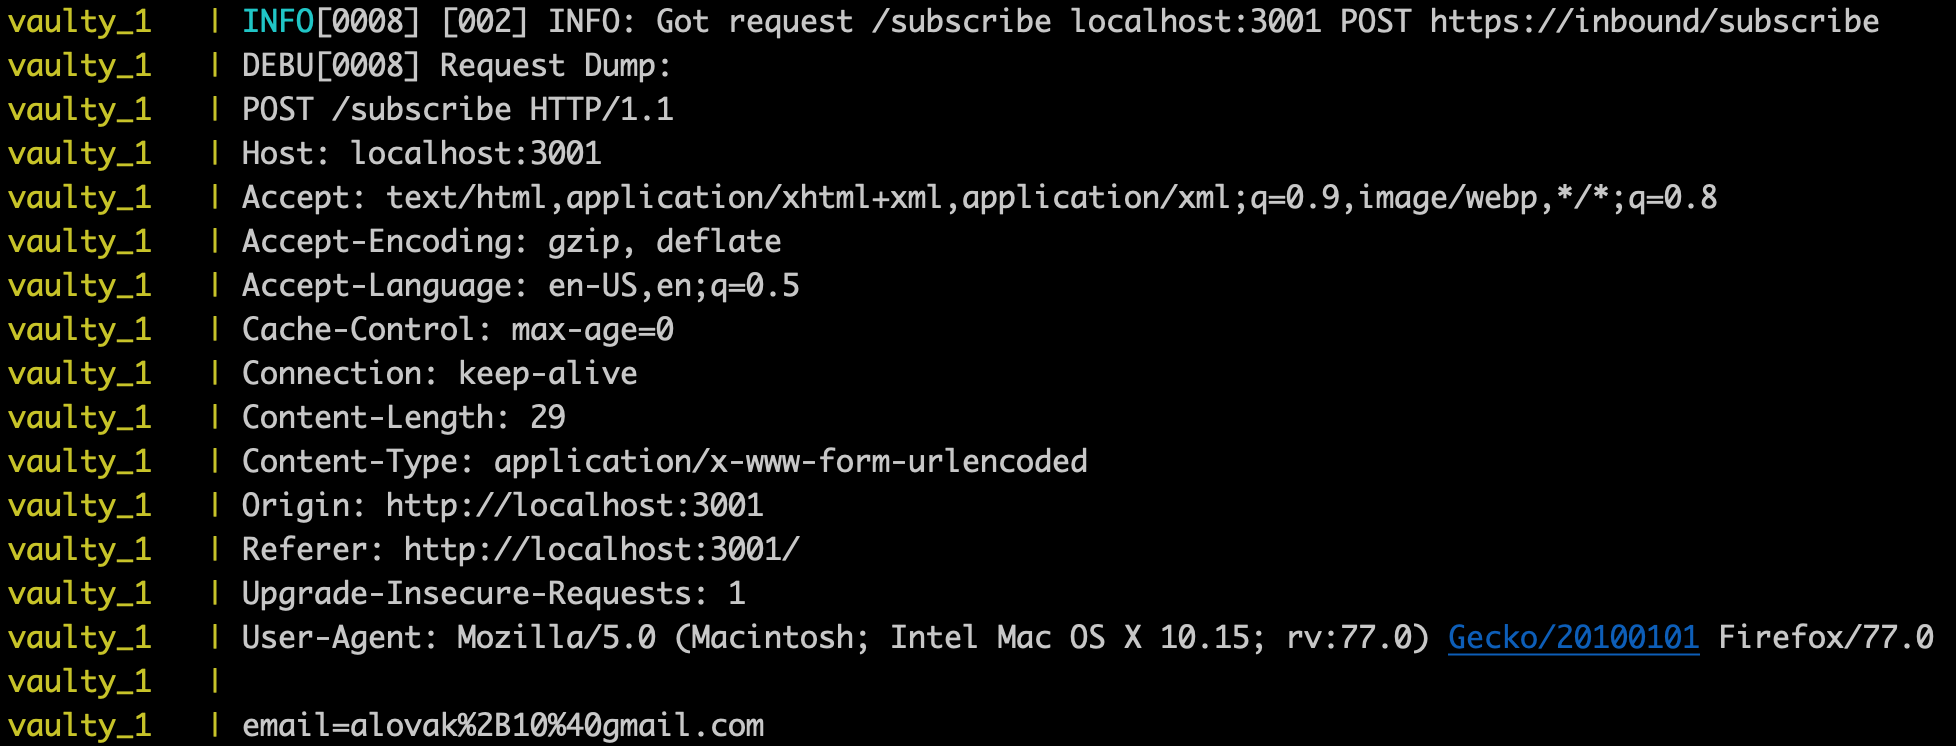 vaulty_1   | INFO[0008] [002] INFO: Got request /subscribe localhost:3001 POST https://inbound/subscribe
vaulty_1   | DEBU[0008] Request Dump:
vaulty_1   | POST /subscribe HTTP/1.1
vaulty_1   | Host: localhost:3001
vaulty_1   | Accept: text/html,application/xhtml+xml,application/xml;q=0.9,image/webp,*/*;q=0.8
vaulty_1   | Accept-Encoding: gzip, deflate
vaulty_1   | Accept-Language: en-US,en;q=0.5
vaulty_1   | Cache-Control: max-age=0
vaulty_1   | Connection: keep-alive
vaulty_1   | Content-Length: 29
vaulty_1   | Content-Type: application/x-www-form-urlencoded
vaulty_1   | Origin: http://localhost:3001
vaulty_1   | Referer: http://localhost:3001/
vaulty_1   | Upgrade-Insecure-Requests: 1
vaulty_1   | User-Agent: Mozilla/5.0 (Macintosh; Intel Mac OS X 10.15; rv:77.0) Gecko/20100101 Firefox/77.0
vaulty_1   |
vaulty_1   | email=alovak%2B10%40gmail.com